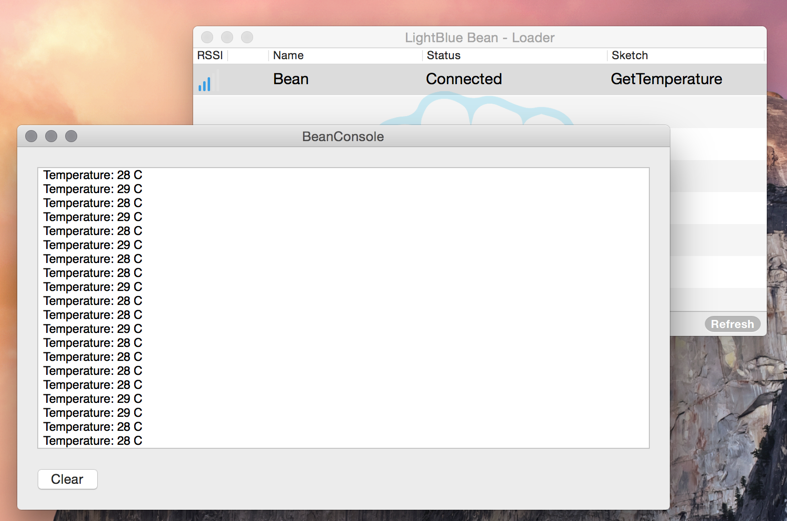 LightBlue Bean - Loader
RSSI Name Status Sketch
Bean Connected GetTemperature
BeanConsole
Temperature: 28 C
Temperature: 29 C
Temperature: 28 C
Temperature: 29 C
Temperature: 28 C
Temperature: 29 C
Temperature: 28 C
Temperature: 28 C
Temperature: 29 C
Temperature: 28 C
Temperature: 28 C
Temperature: 29 C
Temperature: 28 C
Temperature: 28 C
Temperature: 28 C
Temperature: 28 C
Temperature: 29 C
Temperature: 29 C
Temperature: 28 C
Temperature: 28 C
Refresh
Clear